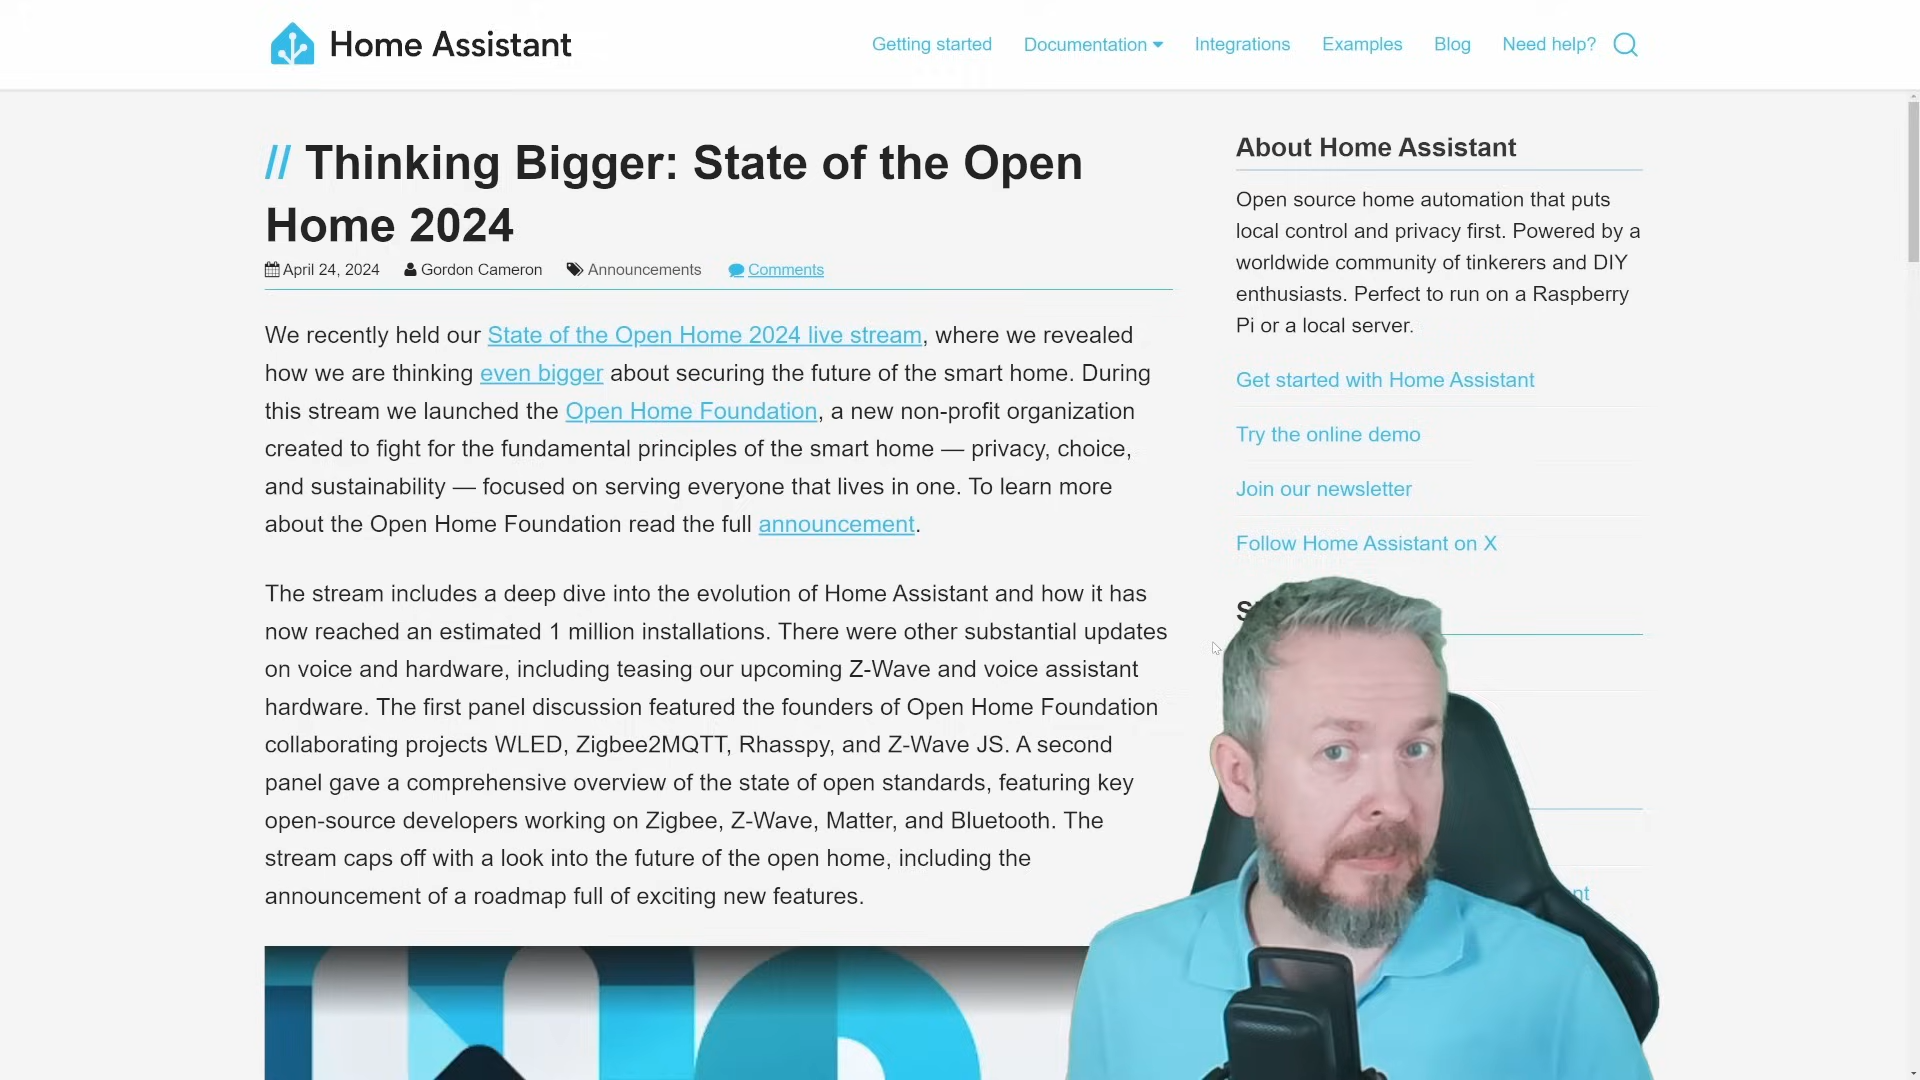 Home Assistant
Getting started
Documentation
Integrations
Examples
Blog
Need help?
// Thinking Bigger: State of the Open
Home 2024
April 24, 2024 Gordon Cameron Announcements Comments
We recently held our State of the Open Home 2024 live stream, where we revealed
how we are thinking even bigger about securing the future of the smart home. During
this stream we launched the Open Home Foundation, a new non-profit organization
created to fight for the fundamental principles of the smart home — privacy, choice,
and sustainability — focused on serving everyone that lives in one. To learn more
about the Open Home Foundation read the full announcement.
The stream includes a deep dive into the evolution of Home Assistant and how it has
now reached an estimated 1 million installations. There were other substantial updates
on voice and hardware, including teasing our upcoming Z-Wave and voice assistant
hardware. The first panel discussion featured the founders of Open Home Foundation
collaborating projects WLED, Zigbee2MQTT, Rhasspy, and Z-Wave JS. A second
panel gave a comprehensive overview of the state of open standards, featuring key
open-source developers working on Zigbee, Z-Wave, Matter, and Bluetooth. The
stream caps off with a look into the future of the open home, including the
announcement of a roadmap full of exciting new features.
About Home Assistant
Open source home automation that puts
local control and privacy first. Powered by a
worldwide community of tinkerers and DIY
enthusiasts. Perfect to run on a Raspberry
Pi or a local server.
Get started with Home Assistant
Try the online demo
Join our newsletter
Follow Home Assistant on X